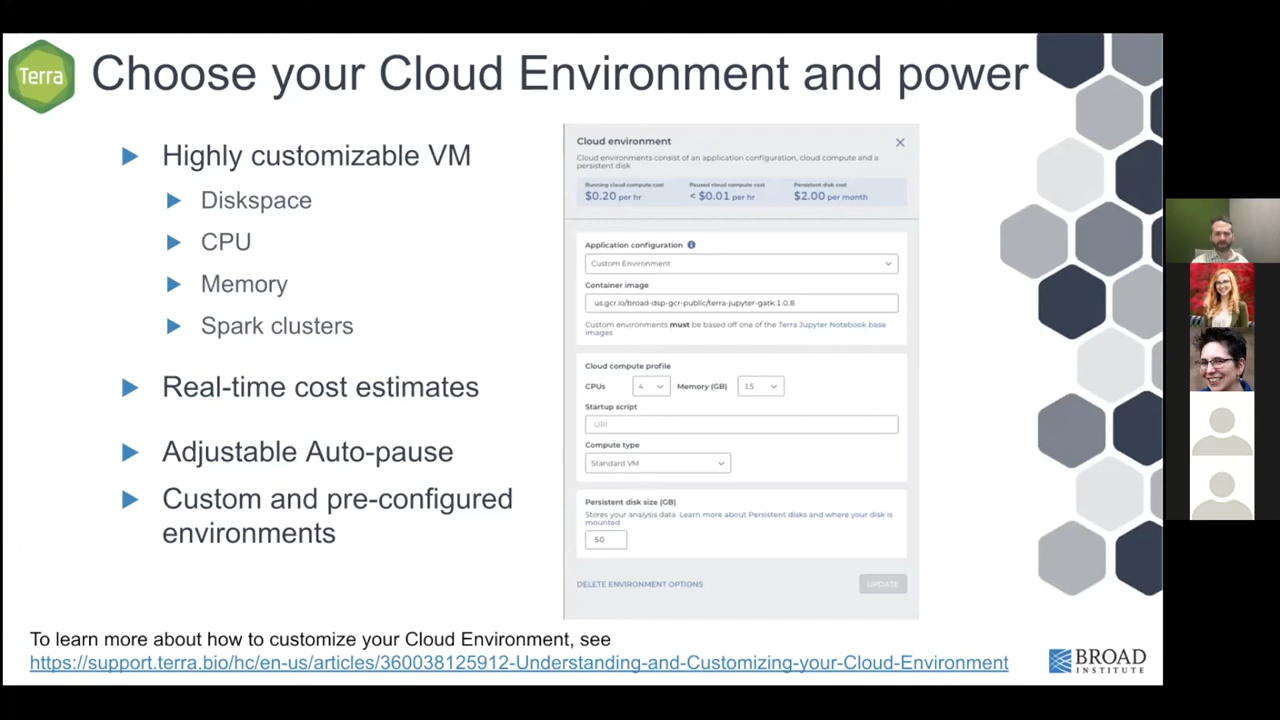 Terra
Choose your Cloud Environment and power
Highly customizable VM
Diskspace
CPU
Memory
Spark clusters
Real-time cost estimates
Adjustable Auto-pause
Custom and pre-configured
environments
Cloud environment
Cloud environments consist of an application configuration, cloud compute and a
persistent disk
Running cloud compute cost Paused cloud compute cost Persistent disk cost
$0.20 per hr < $0.01 per hr $2.00 per month
Application configuration
Custom Environment
Container image
us.gcr.io/broad-dsp-gcr-public/terra-jupyter-gatk:1.0.8
Custom environments must be based off one of the Terra Jupyter Notebook base
images
Cloud compute profile
CPUs 4 Memory (GB) 15
Startup script
URI
Compute type
Standard VM
Persistent disk size (GB)
Stores your analysis data. Learn more about Persistent disks and where your disk is
mounted
50
DELETE ENVIRONMENT OPTIONS UPDATE
To learn more about how to customize your Cloud Environment, see
https://support.terra.bio/hc/en-us/articles/360038125912-Understanding-and-Customizing-your-Cloud-Environment
BROAD
INSTITUTE